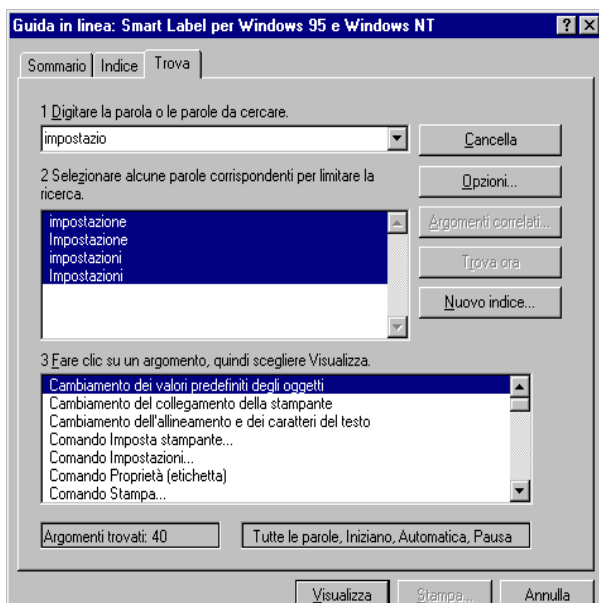 Guida in linea: Smart Label per Windows 95 e Windows NT
Sommario Indice Trova
1 Digitare la parola o le parole da cercare.
impostazio
Cancella
2 Selezionare alcune parole corrispondenti per limitare la
ricerca.
Opzioni...
impostazione
Impostazione
impostazioni
Impostazioni
Argomenti correlati...
Trova ora
Nuovo indice...
3 Fare clic su un argomento, quindi scegliere Visualizza.
Cambiamento dei valori predefiniti degli oggetti
Cambiamento del collegamento della stampante
Cambiamento dell'allineamento e dei caratteri del testo
Comando Imposta stampante...
Comando Impostazioni...
Comando Proprietà (etichetta)
Comando Stampa...
Argomenti trovati: 40
Tutte le parole, Iniziano, Automatica, Pausa
Visualizza Stampa... Annulla